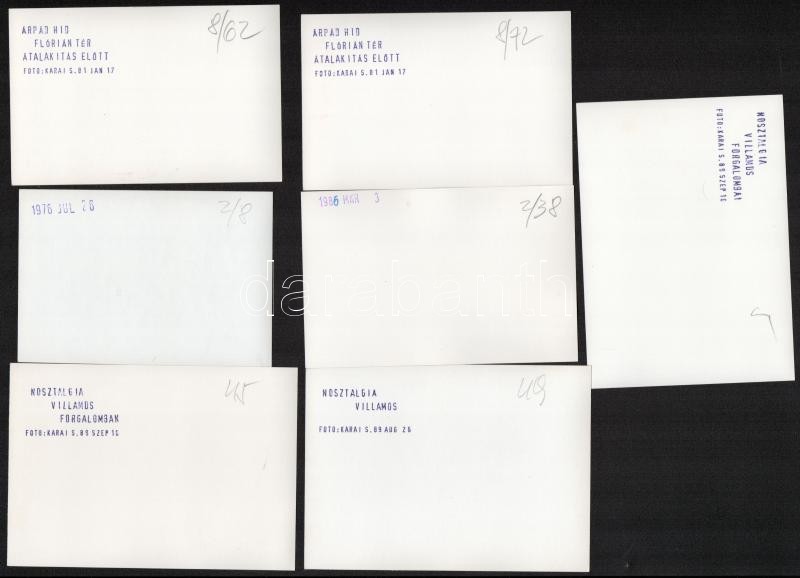 ARPAD HID
FLORIAN TER
ATALAKITAS ELŐTT
FOTO: KARAI S. 81 JAN 17
8/62
ARPAD HID
FLORIAN TER
ATALAKITAS ELŐTT
FOTO: KARAI S. 81 JAN 17
8/72
NOSZTALGIA
VILLAMOS
FORGALOMBAN
FOTO: KARAI S. 89 SZEP 16
1976 JUL 26
2/8
1986 MAR 3
2/38
darabanth
NOSZTALGIA
VILLAMOS
FORGALOMBAN
FOTO: KARAI S. 89 SZEP 16
45
NOSZTALGIA
VILLAMOS
FOTO: KARAI S. 89 AUG 26
49